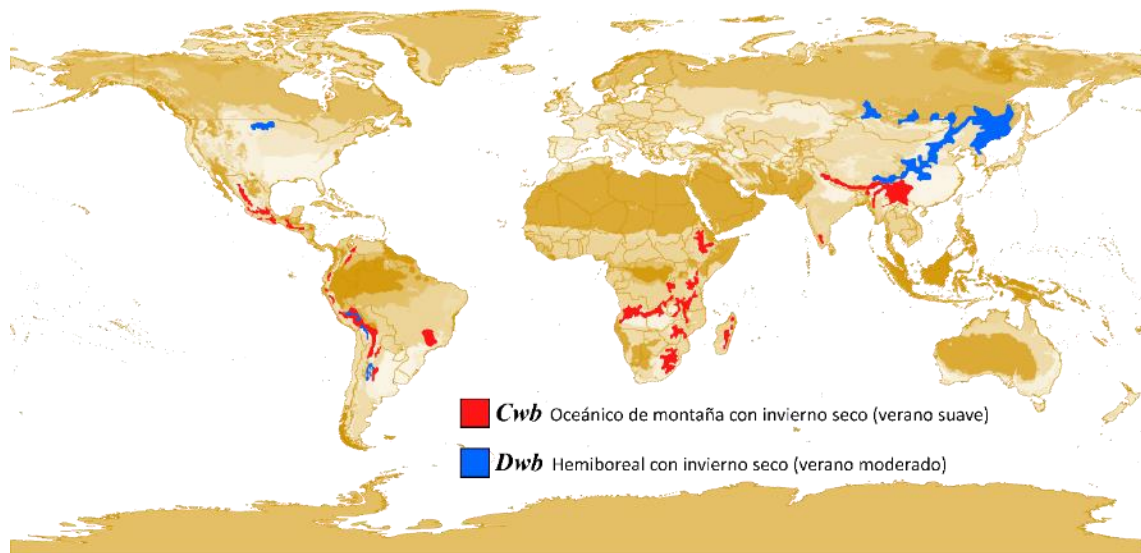 Cwb Oceánico de montaña con invierno seco (verano suave)
Dwb Hemiboreal con invierno seco (verano moderado)